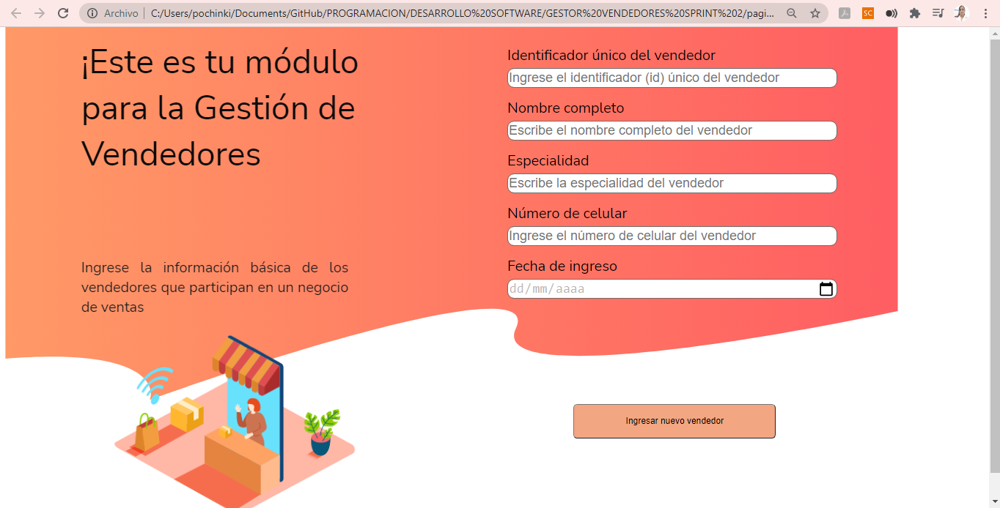 Archivo
C:/Users/pochinki/Documents/GitHub/PROGRAMACION/DESARROLLO%20SOFTWARE/GESTOR%20VENDEDORES%20SPRINT%202/pagi...
SC
¡Este es tu módulo
para la Gestión de
Vendedores
Ingrese la información básica de los
vendedores que participan en un negocio
de ventas
Identificador único del vendedor
Ingrese el identificador (id) único del vendedor
Nombre completo
Escribe el nombre completo del vendedor
Especialidad
Escribe la especialidad del vendedor
Número de celular
Ingrese el número de celular del vendedor
Fecha de ingreso
dd/mm/aaaa
Ingresar nuevo vendedor